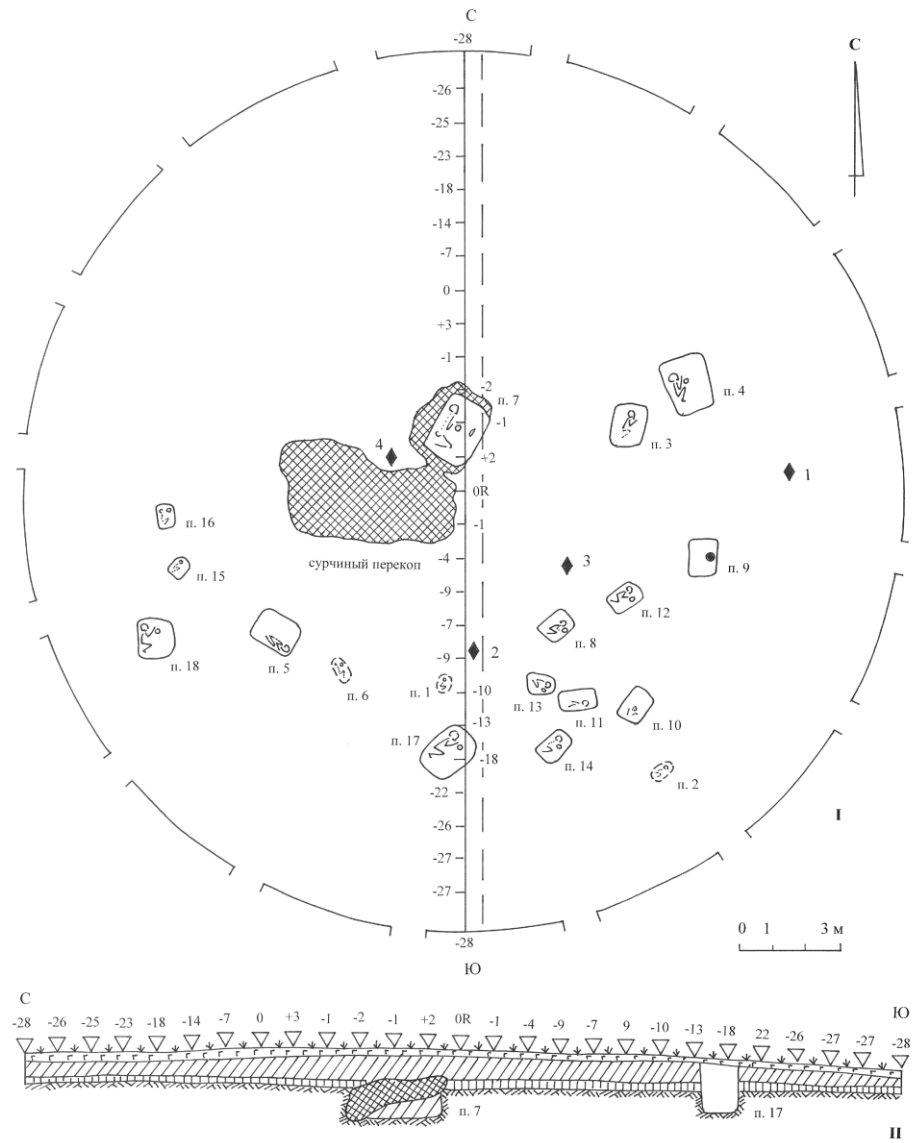 С
-28
С
-26
-25
-23
-18
-14
-7
0
+3
-1
-2
п. 7
п. 4
-1
4
п. 3
+2
1
0R
п. 16
-1
сурчиный перекоп
3
-4
п. 9
п. 15
-9
п. 12
-7
п. 8
п. 18
п. 5
-9
2
п. 6
п. 1
-10
п. 13
п. 11
п. 10
-13
п. 17
-18
п. 14
п. 2
-22
I
-26
-27
-27
0 1 3 м
-28
Ю
С Ю
-28 -26 -25 -23 -18 -14 -7 0 +3 -1 -2 -1 +2 0R -1 -4 -9 -7 9 -10 -13 -18 22 -26 -27 -27 -28
п. 7 п. 17
II